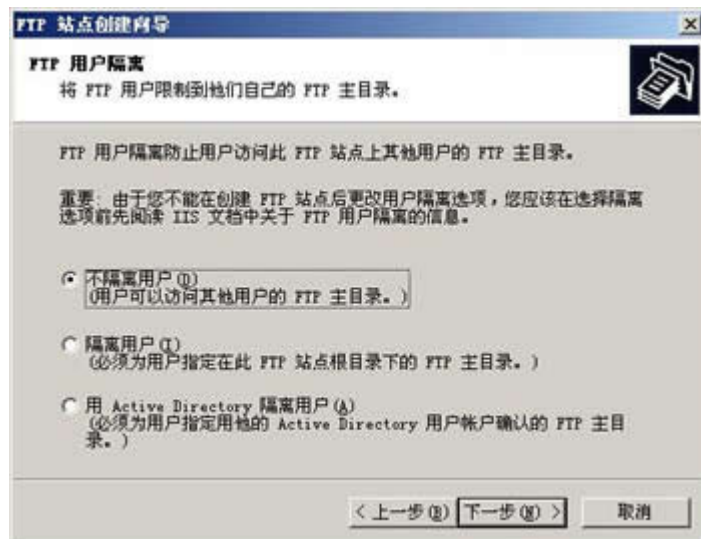 FTP 站点创建向导
FTP 用户隔离
将 FTP 用户限制到他们自己的 FTP 主目录。
FTP 用户隔离防止用户访问此 FTP 站点上其他用户的 FTP 主目录。
重要: 由于您不能在创建 FTP 站点后更改用户隔离选项，您应该在选择隔离
选项前先阅读 IIS 文档中关于 FTP 用户隔离的信息。
不隔离用户(D)
(用户可以访问其他用户的 FTP 主目录。)
隔离用户(I)
(必须为用户指定在此 FTP 站点根目录下的 FTP 主目录。)
用 Active Directory 隔离用户(A)
(必须为用户指定用他的 Active Directory 用户帐户确认的 FTP 主目
录。)
< 上一步(B) 下一步(N) > 取消